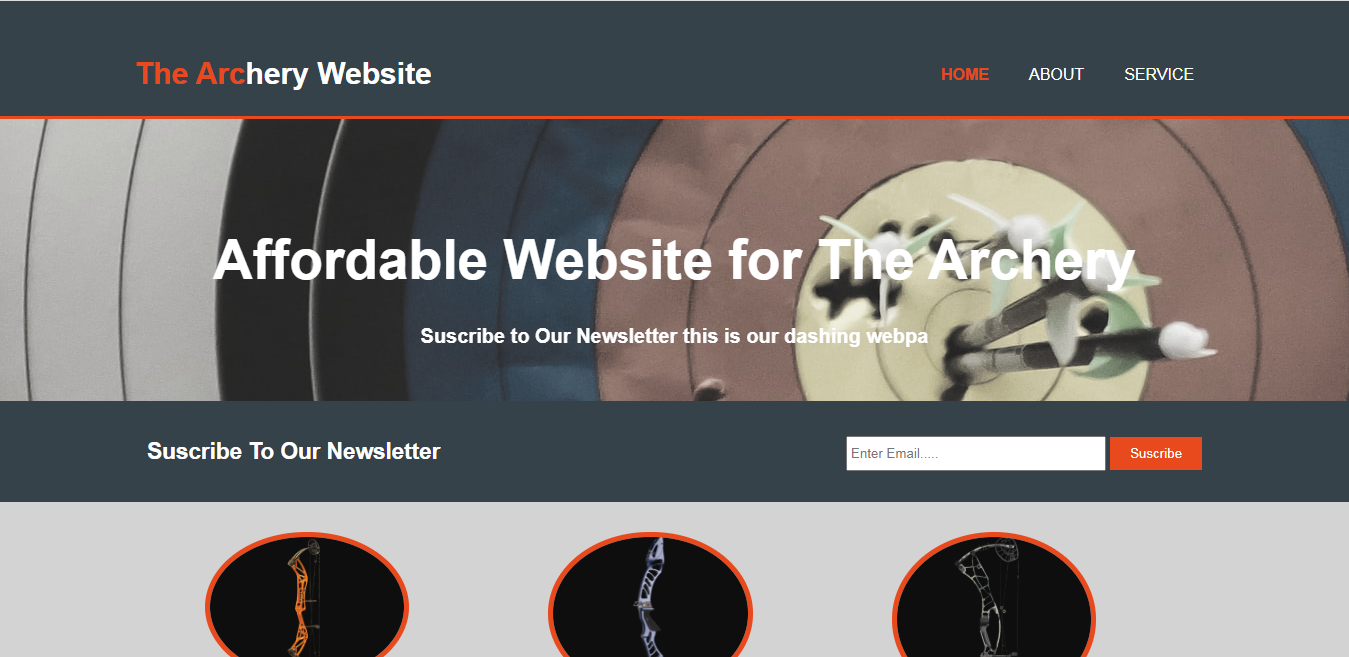 The Archery Website
HOME ABOUT SERVICE
Affordable Website for The Archery
Suscribe to Our Newsletter this is our dashing webpa
Suscribe To Our Newsletter
Enter Email..... Suscribe